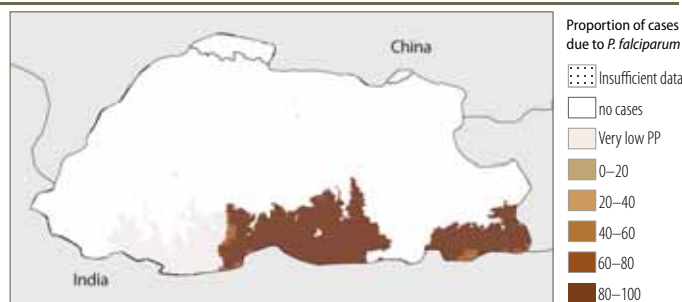 Proportion of cases
due to P. falciparum
China
Insufficient data
no cases
Very low PP
0–20
20–40
40–60
60–80
80–100
India